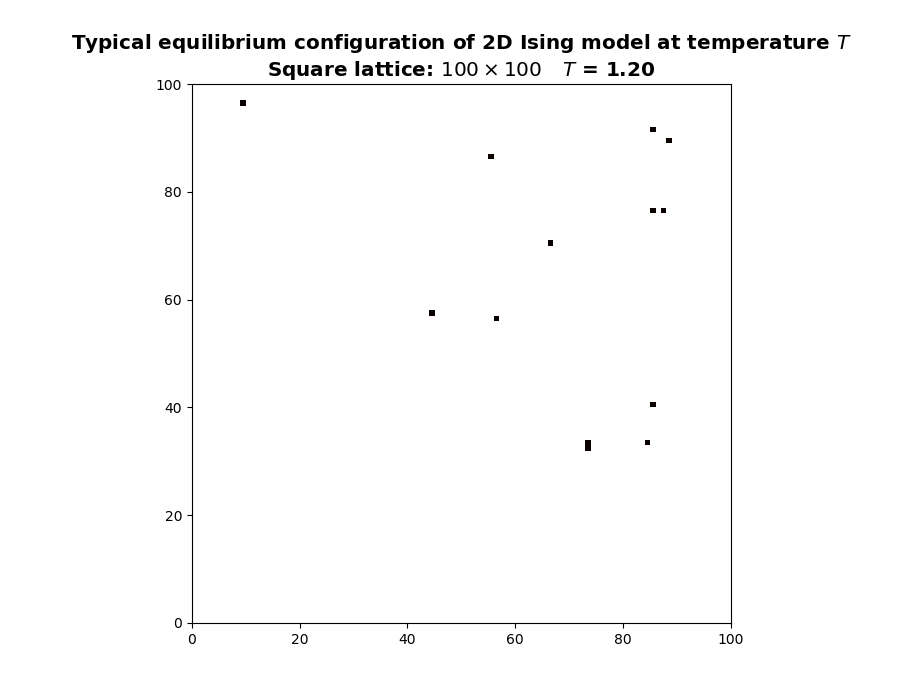 Typical equilibrium configuration of 2D Ising model at temperature T
Square lattice: 100 × 100 T = 1.20
100
80
60
40
20
0
0 20 40 60 80 100